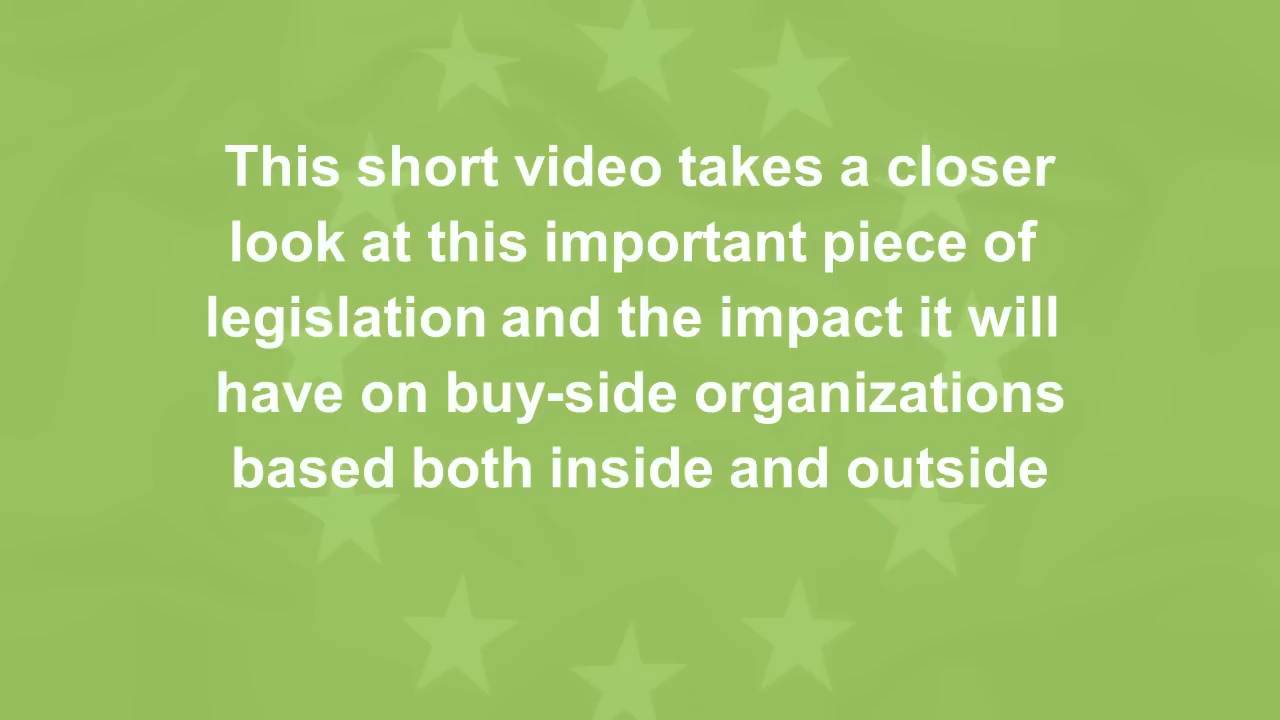 This short video takes a closer
look at this important piece of
legislation and the impact it will
have on buy-side organizations
based both inside and outside